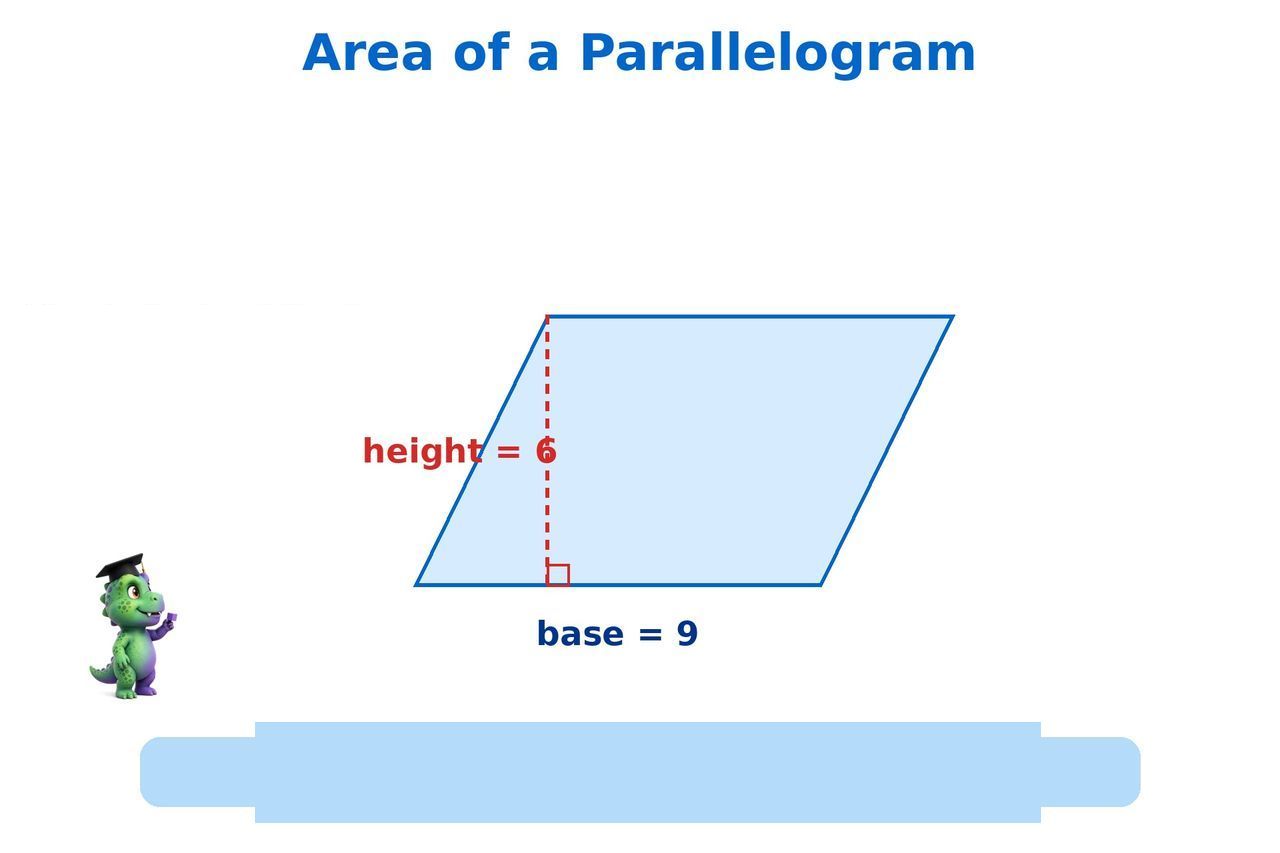 Area of a Parallelogram
height = 6
base = 9